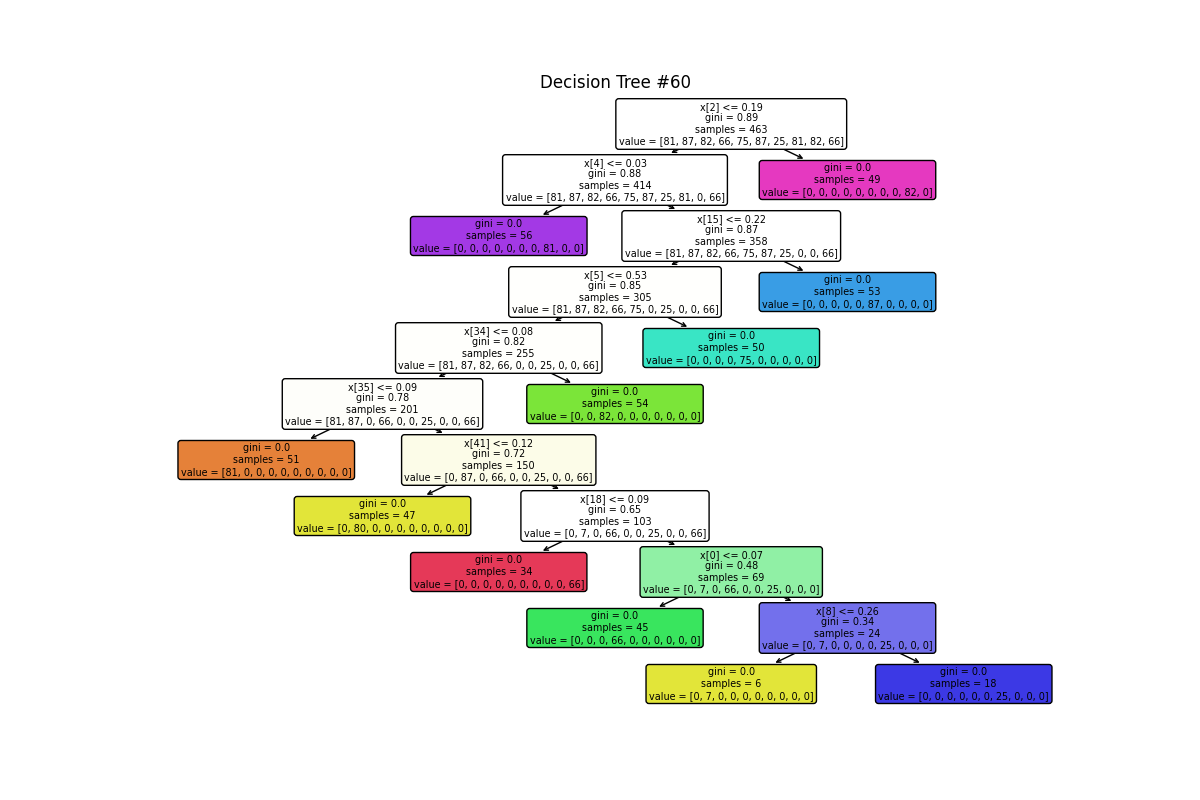 Decision Tree #60
x[2] <= 0.19
gini = 0.89
samples = 463
value = [81, 87, 82, 66, 75, 87, 25, 81, 82, 66]
x[4] <= 0.03
gini = 0.88
samples = 414
value = [81, 87, 82, 66, 75, 87, 25, 81, 0, 66]
gini = 0.0
samples = 49
value = [0, 0, 0, 0, 0, 0, 0, 0, 82, 0]
gini = 0.0
samples = 56
value = [0, 0, 0, 0, 0, 0, 0, 81, 0, 0]
x[15] <= 0.22
gini = 0.87
samples = 358
value = [81, 87, 82, 66, 75, 87, 25, 0, 0, 66]
x[5] <= 0.53
gini = 0.85
samples = 305
value = [81, 87, 82, 66, 75, 0, 25, 0, 0, 66]
gini = 0.0
samples = 53
value = [0, 0, 0, 0, 0, 87, 0, 0, 0, 0]
x[34] <= 0.08
gini = 0.82
samples = 255
value = [81, 87, 82, 66, 0, 0, 25, 0, 0, 66]
gini = 0.0
samples = 50
value = [0, 0, 0, 0, 75, 0, 0, 0, 0, 0]
x[35] <= 0.09
gini = 0.78
samples = 201
value = [81, 87, 0, 66, 0, 0, 25, 0, 0, 66]
gini = 0.0
samples = 54
value = [0, 0, 82, 0, 0, 0, 0, 0, 0, 0]
gini = 0.0
samples = 51
value = [81, 0, 0, 0, 0, 0, 0, 0, 0, 0]
x[41] <= 0.12
gini = 0.72
samples = 150
value = [0, 87, 0, 66, 0, 0, 25, 0, 0, 66]
gini = 0.0
samples = 47
value = [0, 80, 0, 0, 0, 0, 0, 0, 0, 0]
x[18] <= 0.09
gini = 0.65
samples = 103
value = [0, 7, 0, 66, 0, 0, 25, 0, 0, 66]
gini = 0.0
samples = 34
value = [0, 0, 0, 0, 0, 0, 0, 0, 0, 66]
x[0] <= 0.07
gini = 0.48
samples = 69
value = [0, 7, 0, 66, 0, 0, 25, 0, 0, 0]
gini = 0.0
samples = 45
value = [0, 0, 0, 66, 0, 0, 0, 0, 0, 0]
x[8] <= 0.26
gini = 0.34
samples = 24
value = [0, 7, 0, 0, 0, 0, 25, 0, 0, 0]
gini = 0.0
samples = 6
value = [0, 7, 0, 0, 0, 0, 0, 0, 0, 0]
gini = 0.0
samples = 18
value = [0, 0, 0, 0, 0, 0, 25, 0, 0, 0]